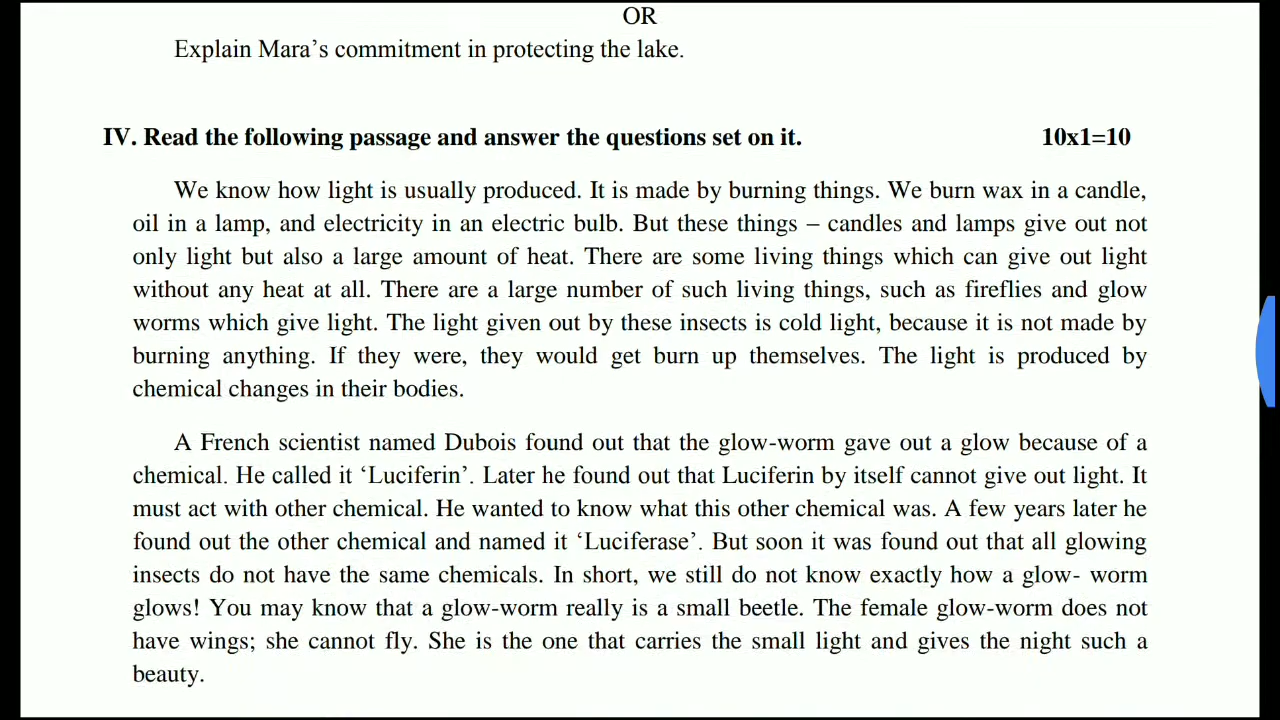 OR
Explain Mara’s commitment in protecting the lake.
IV. Read the following passage and answer the questions set on it. 10x1=10
We know how light is usually produced. It is made by burning things. We burn wax in a candle,
oil in a lamp, and electricity in an electric bulb. But these things – candles and lamps give out not
only light but also a large amount of heat. There are some living things which can give out light
without any heat at all. There are a large number of such living things, such as fireflies and glow
worms which give light. The light given out by these insects is cold light, because it is not made by
burning anything. If they were, they would get burn up themselves. The light is produced by
chemical changes in their bodies.
A French scientist named Dubois found out that the glow-worm gave out a glow because of a
chemical. He called it ‘Luciferin’. Later he found out that Luciferin by itself cannot give out light. It
must act with other chemical. He wanted to know what this other chemical was. A few years later he
found out the other chemical and named it ‘Luciferase’. But soon it was found out that all glowing
insects do not have the same chemicals. In short, we still do not know exactly how a glow- worm
glows! You may know that a glow-worm really is a small beetle. The female glow-worm does not
have wings; she cannot fly. She is the one that carries the small light and gives the night such a
beauty.